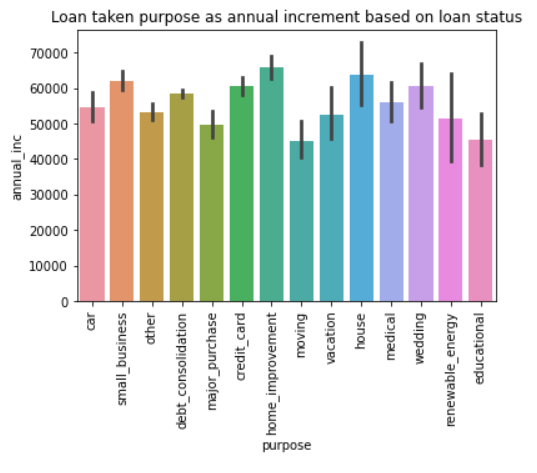 Loan taken purpose as annual increment based on loan status
70000
60000
50000
40000
30000
20000
10000
0
annual_inc
car
small_business
other
debt_consolidation
major_purchase
credit_card
home_improvement
moving
vacation
house
medical
wedding
renewable_energy
educational
purpose